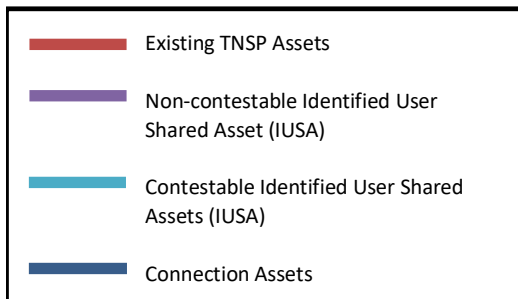 Existing TNSP Assets
Non-contestable Identified User
Shared Asset (IUSA)
Contestable Identified User Shared
Assets (IUSA)
Connection Assets